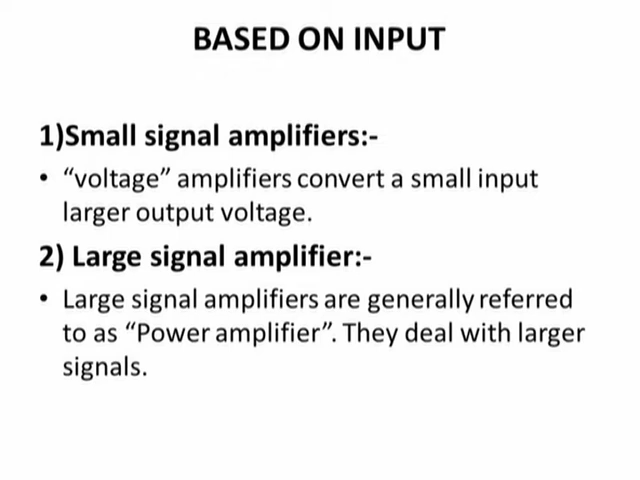 BASED ON INPUT
1)Small signal amplifiers:-
• “voltage” amplifiers convert a small input
larger output voltage.
2) Large signal amplifier:-
• Large signal amplifiers are generally referred
to as “Power amplifier”. They deal with larger
signals.